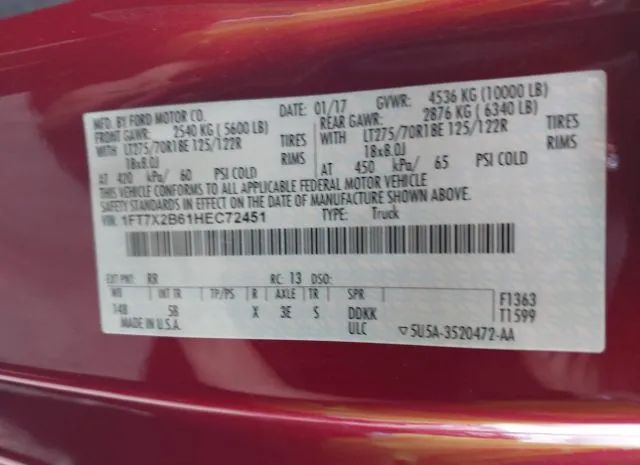 MFD. BY FORD MOTOR CO.
DATE: 01/17 GVWR: 4536 KG (10000 LB)
FRONT GAWR: 2540 KG (5600 LB)
REAR GAWR: 2876 KG (6340 LB)
WITH LT275/70R18E 125/122R TIRES
WITH LT275/70R18E 125/122R TIRES
18x8.0J RIMS
18x8.0J RIMS
AT 420 kPa/ 60 PSI COLD
AT 450 kPa/ 65 PSI COLD
THIS VEHICLE CONFORMS TO ALL APPLICABLE FEDERAL MOTOR VEHICLE
SAFETY STANDARDS IN EFFECT ON THE DATE OF MANUFACTURE SHOWN ABOVE.
VIN: 1FT7X2B61HEC72451 TYPE: Truck
EXT PNT: RR RC: 13 DSO:
WB INT TR TP/PS R AXLE TR SPR
148 5B X 3E S DDKK
F1363
T1599
MADE IN U.S.A. ULC ▽5U5A-3520472-AA